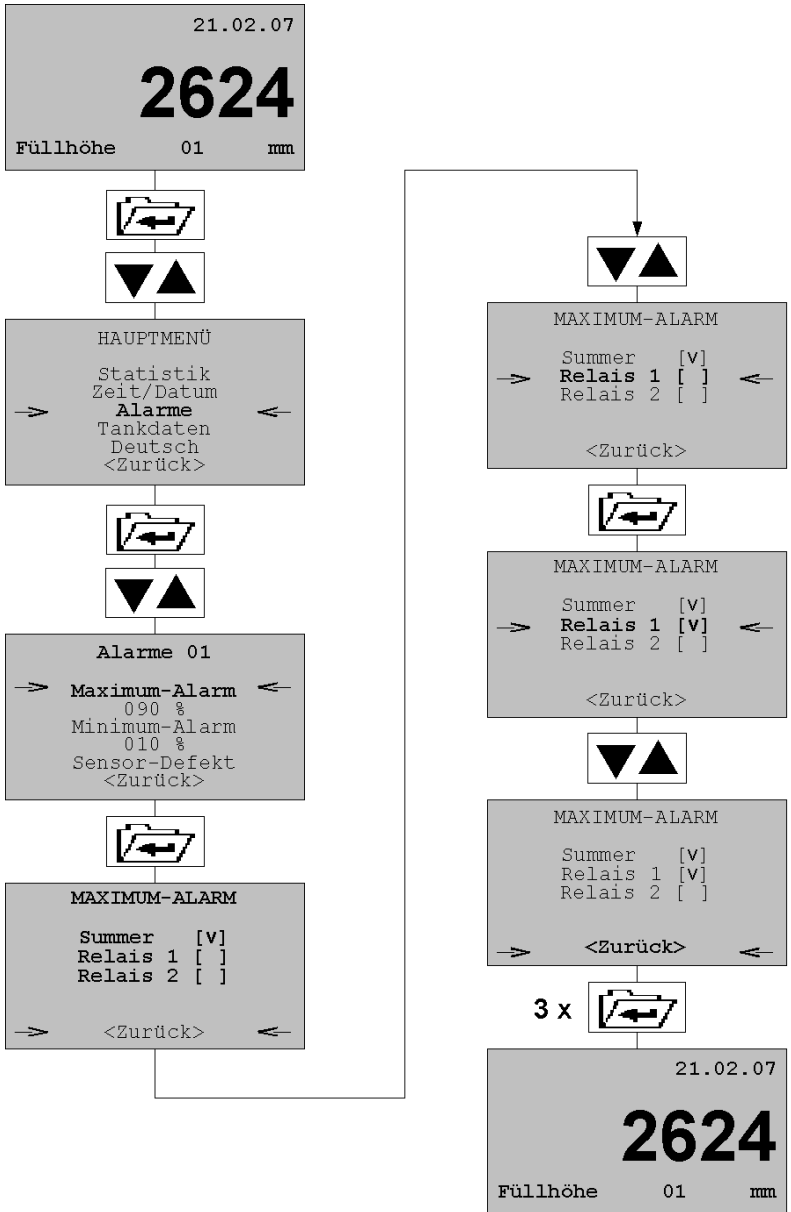 21.02.07
2624
Füllhöhe 01 mm
HAUPTMENÜ
Statistik
Zeit/Datum
Alarme
Tankdaten
Deutsch
<Zurück>
Alarme 01
Maximum-Alarm
090 %
Minimum-Alarm
010 %
Sensor-Defekt
<Zurück>
MAXIMUM-ALARM
Summer [v]
Relais 1 [ ]
Relais 2 [ ]
<Zurück>
MAXIMUM-ALARM
Summer [v]
Relais 1 [ ]
Relais 2 [ ]
<Zurück>
MAXIMUM-ALARM
Summer [v]
Relais 1 [v]
Relais 2 [ ]
<Zurück>
MAXIMUM-ALARM
Summer [v]
Relais 1 [v]
Relais 2 [ ]
<Zurück>
3 x
21.02.07
2624
Füllhöhe 01 mm